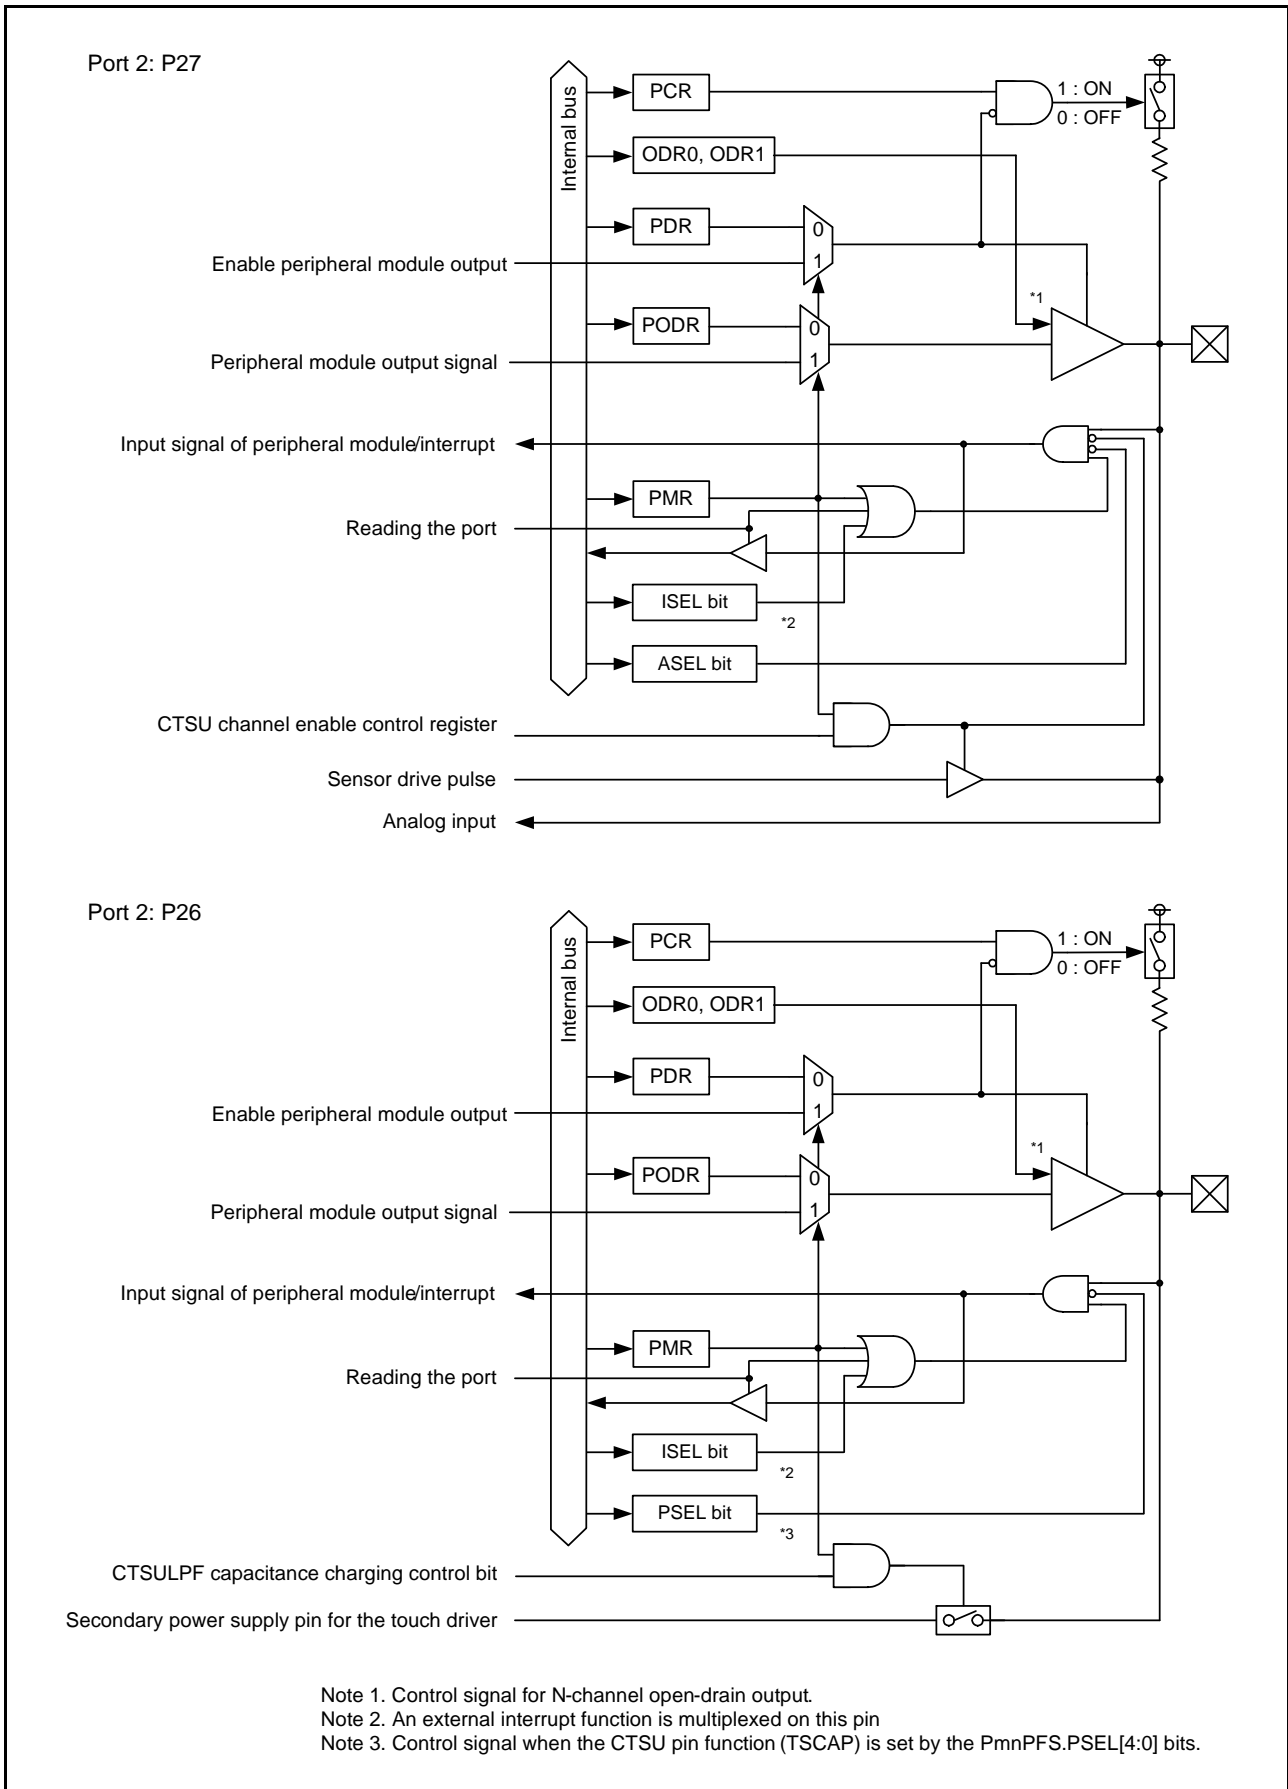 Port 2: P27
Internal bus
PCR
1 : ON
0 : OFF
ODR0, ODR1
PDR
0
1
Enable peripheral module output
*1
PODR
0
1
Peripheral module output signal
Input signal of peripheral module/interrupt
PMR
Reading the port
ISEL bit
*2
ASEL bit
CTSU channel enable control register
Sensor drive pulse
Analog input
Port 2: P26
Internal bus
PCR
1 : ON
0 : OFF
ODR0, ODR1
PDR
0
1
Enable peripheral module output
*1
PODR
0
1
Peripheral module output signal
Input signal of peripheral module/interrupt
PMR
Reading the port
ISEL bit
*2
PSEL bit
*3
CTSULPF capacitance charging control bit
Secondary power supply pin for the touch driver
Note 1. Control signal for N-channel open-drain output.
Note 2. An external interrupt function is multiplexed on this pin
Note 3. Control signal when the CTSU pin function (TSCAP) is set by the PmnPFS.PSEL[4:0] bits.